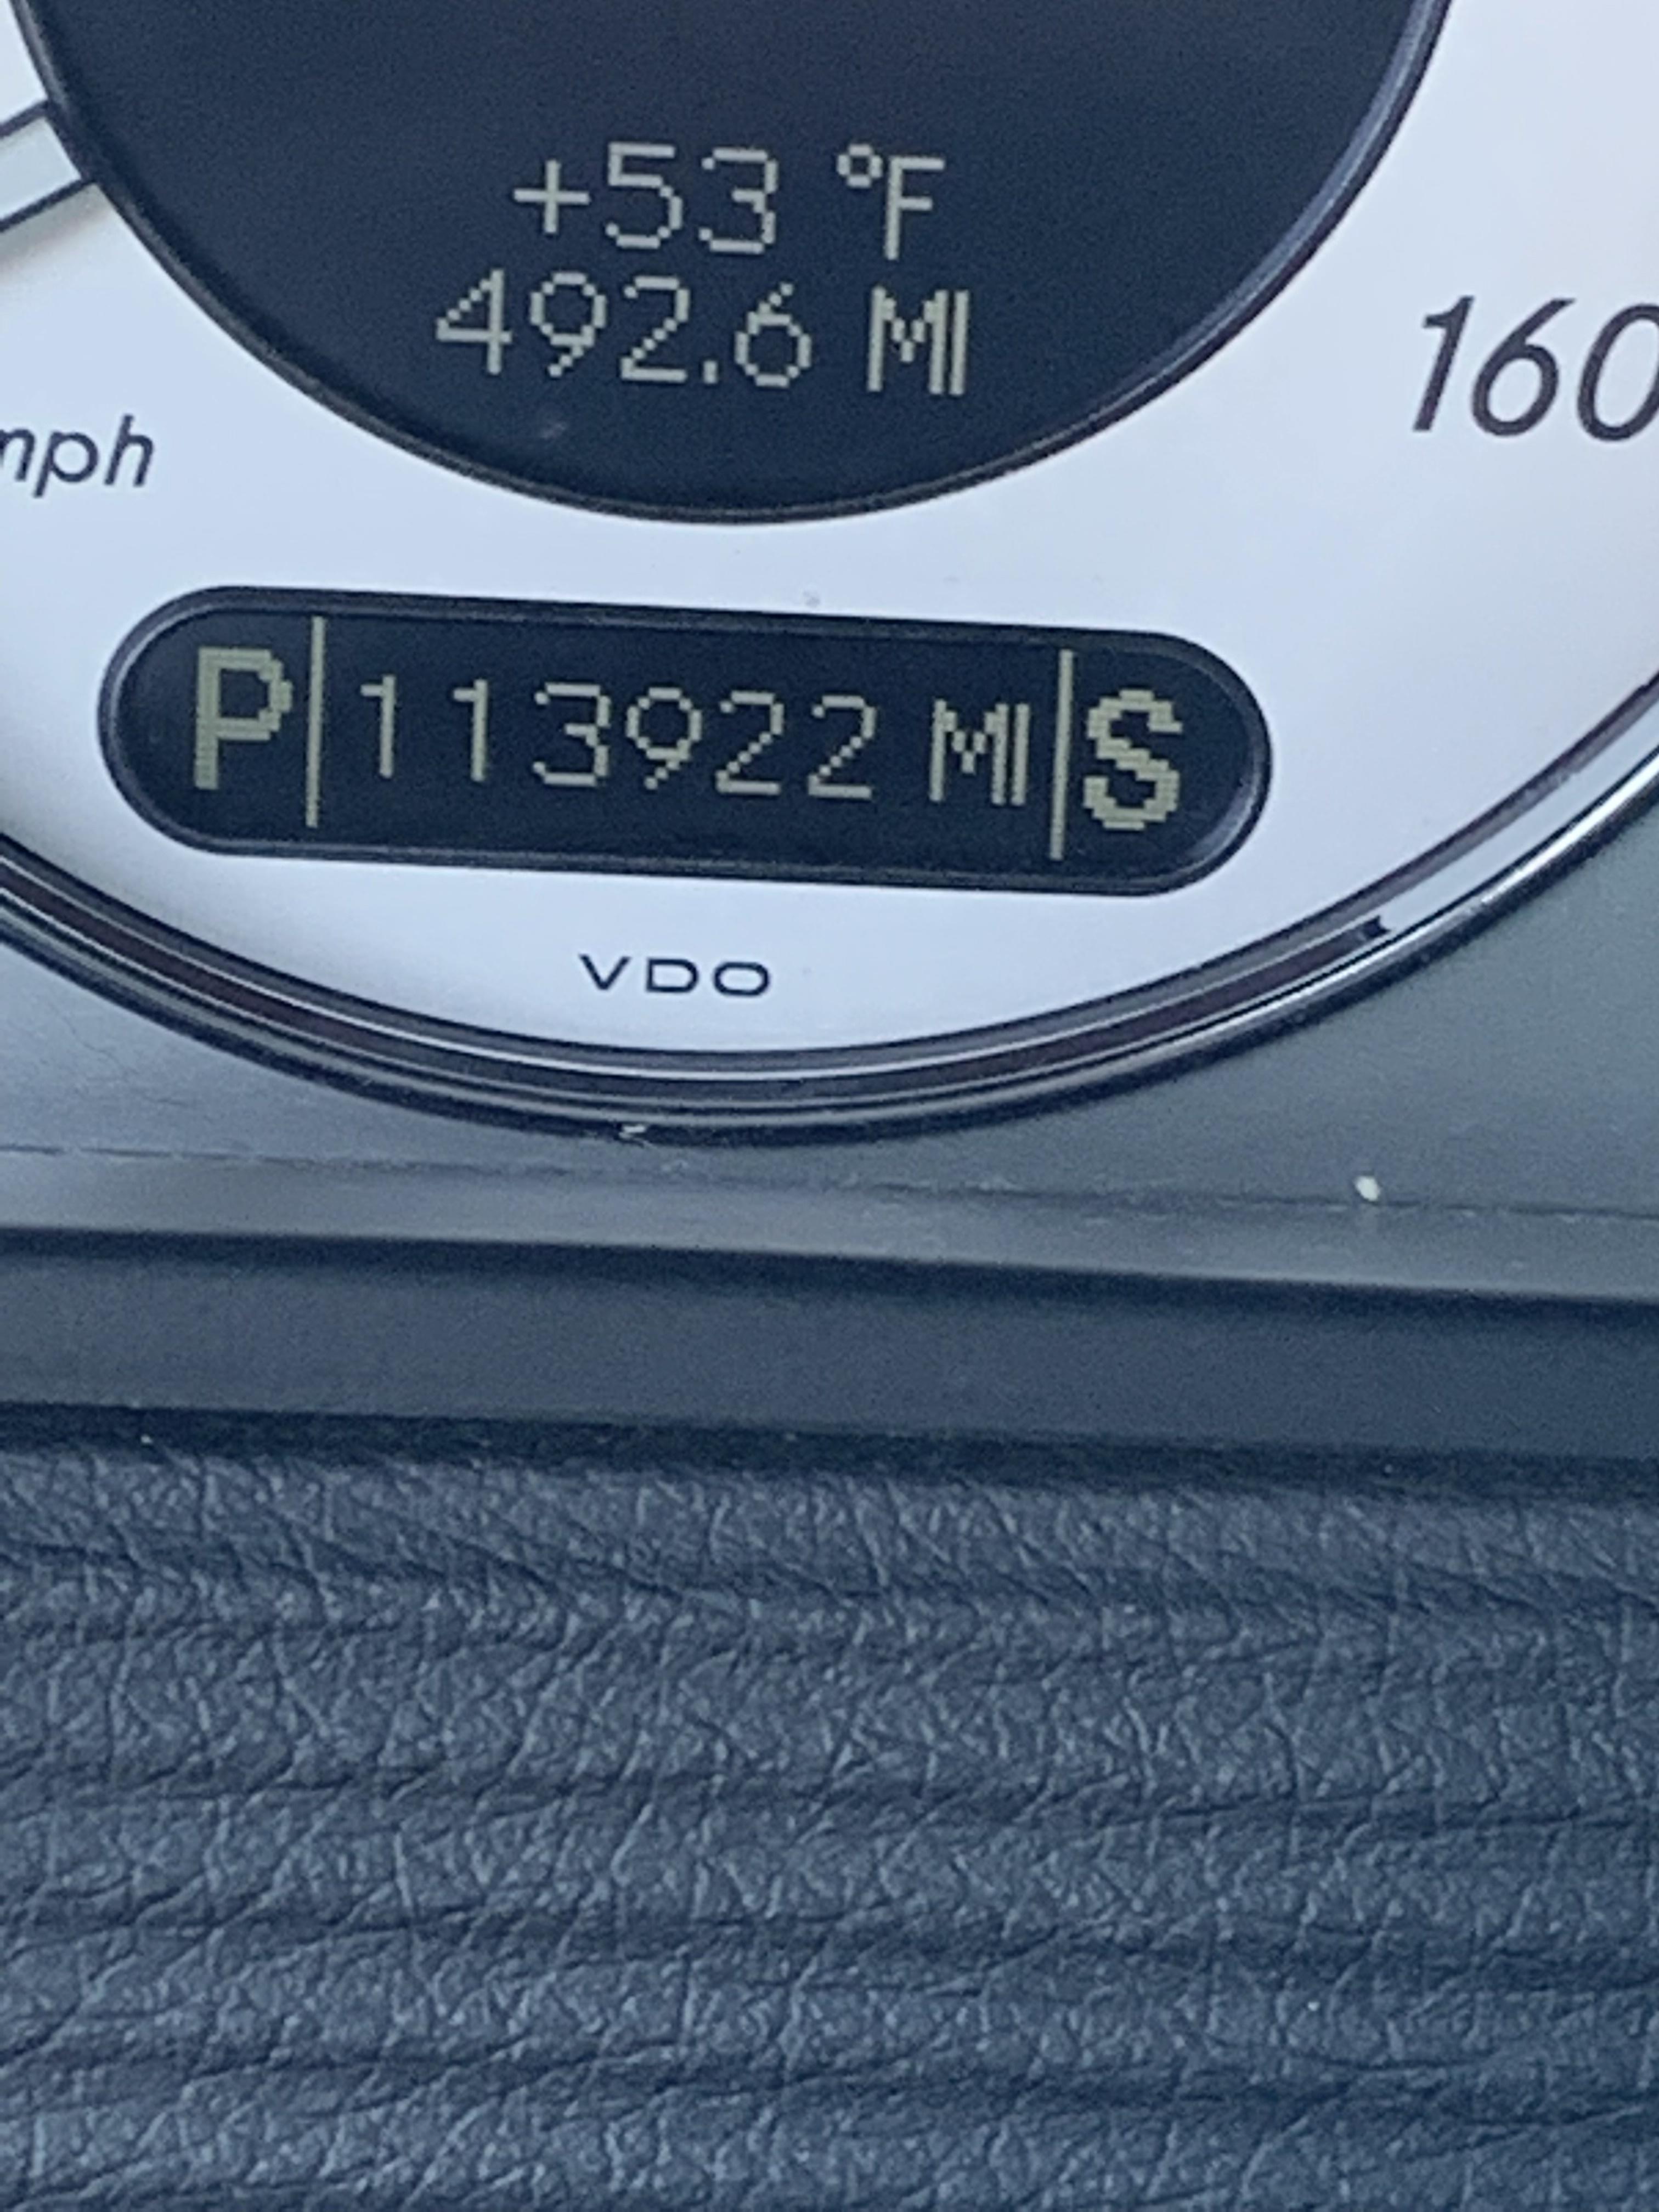 +53 °F
492.6 MI
160
mph
P 113922 MI S
VDO